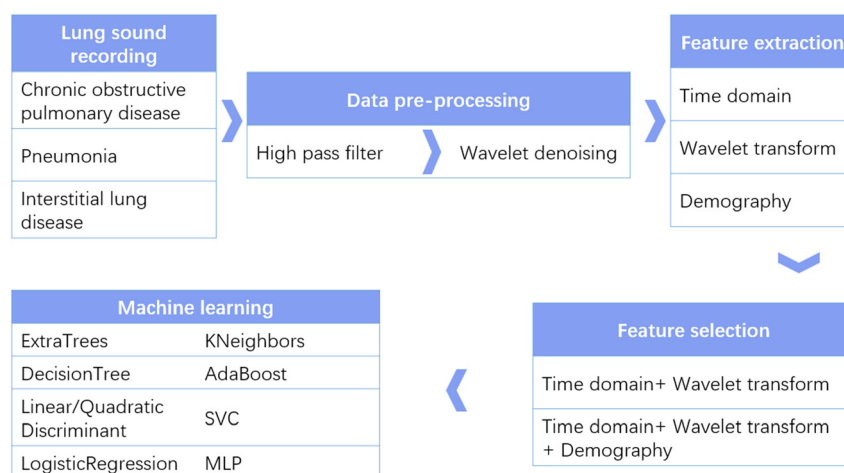 Lung sound
recording
Chronic obstructive
pulmonary disease
Pneumonia
Interstitial lung
disease
Data pre-processing
High pass filter
Wavelet denoising
Feature extraction
Time domain
Wavelet transform
Demography
Feature selection
Time domain+ Wavelet transform
Time domain+ Wavelet transform
+ Demography
Machine learning
ExtraTrees KNeighbors
DecisionTree AdaBoost
Linear/Quadratic
Discriminant
SVC
LogisticRegression MLP